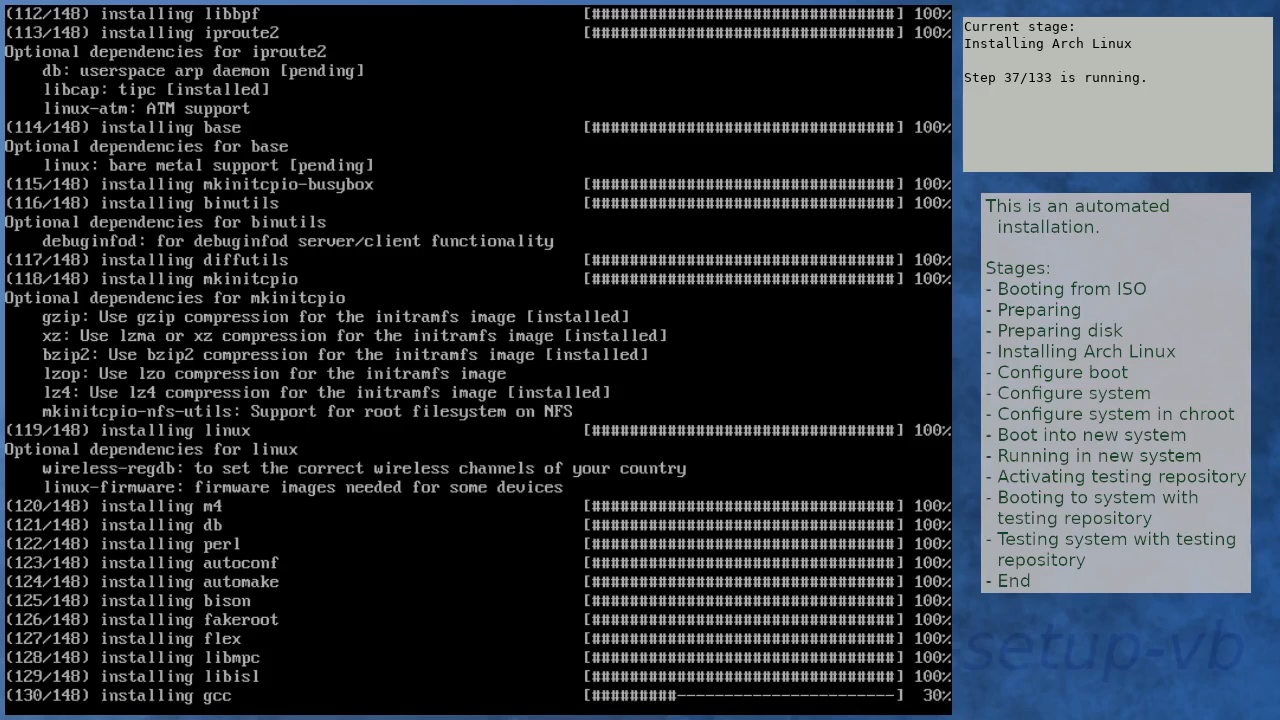 (112/148) installing libbpf [################################] 100%
(113/148) installing iproute2 [################################] 100%
Optional dependencies for iproute2
db: userspace arp daemon [pending]
libcap: tipc [installed]
linux-atm: ATM support
(114/148) installing base [################################] 100%
Optional dependencies for base
linux: bare metal support [pending]
(115/148) installing mkinitcpio-busybox [################################] 100%
(116/148) installing binutils [################################] 100%
Optional dependencies for binutils
debuginfod: for debuginfod server/client functionality
(117/148) installing diffutils [################################] 100%
(118/148) installing mkinitcpio [################################] 100%
Optional dependencies for mkinitcpio
gzip: Use gzip compression for the initramfs image [installed]
xz: Use lzma or xz compression for the initramfs image [installed]
bzip2: Use bzip2 compression for the initramfs image [installed]
lzop: Use lzo compression for the initramfs image
lz4: Use lz4 compression for the initramfs image [installed]
mkinitcpio-nfs-utils: Support for root filesystem on NFS
(119/148) installing linux [################################] 100%
Optional dependencies for linux
wireless-regdb: to set the correct wireless channels of your country
linux-firmware: firmware images needed for some devices
(120/148) installing m4 [################################] 100%
(121/148) installing db [################################] 100%
(122/148) installing perl [################################] 100%
(123/148) installing autoconf [################################] 100%
(124/148) installing automake [################################] 100%
(125/148) installing bison [################################] 100%
(126/148) installing fakeroot [################################] 100%
(127/148) installing flex [################################] 100%
(128/148) installing libmpc [################################] 100%
(129/148) installing libisl [################################] 100%
(130/148) installing gcc [#########-----------------------] 30%
Current stage:
Installing Arch Linux
Step 37/133 is running.
This is an automated
installation.
Stages:
- Booting from ISO
- Preparing
- Preparing disk
- Installing Arch Linux
- Configure boot
- Configure system
- Configure system in chroot
- Boot into new system
- Running in new system
- Activating testing repository
- Booting to system with
testing repository
- Testing system with testing
repository
- End
setup-vb